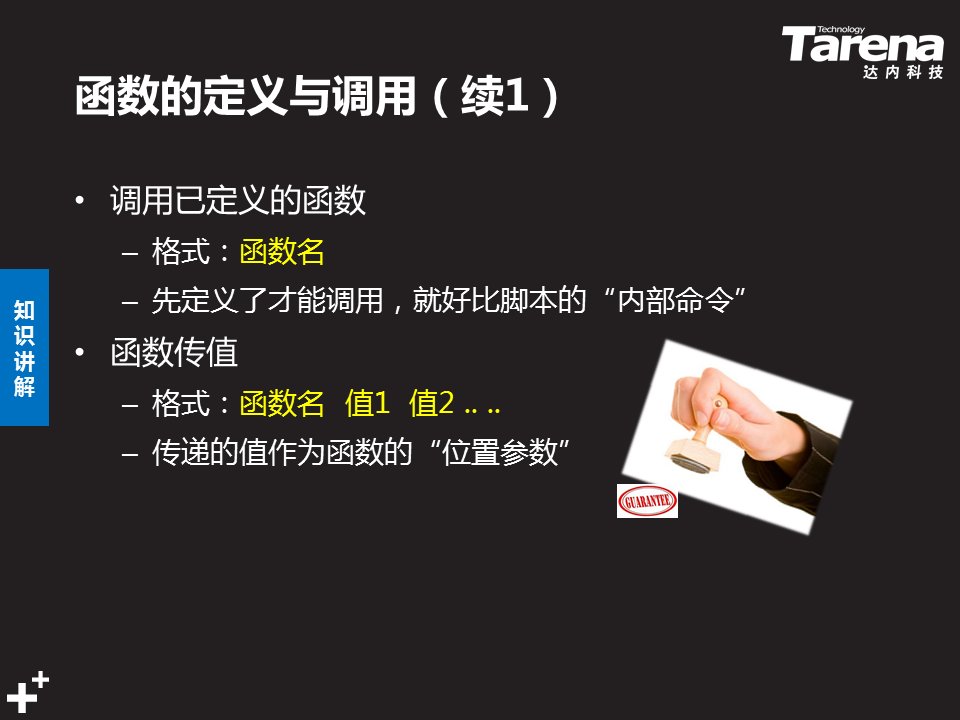 Technology
Tarena
达内科技
函数的定义与调用（续1）
• 调用已定义的函数
– 格式：函数名
– 先定义了才能调用，就好比脚本的“内部命令”
• 函数传值
– 格式：函数名 值1 值2 .. ..
– 传递的值作为函数的“位置参数”
知识讲解
GUARANTEE